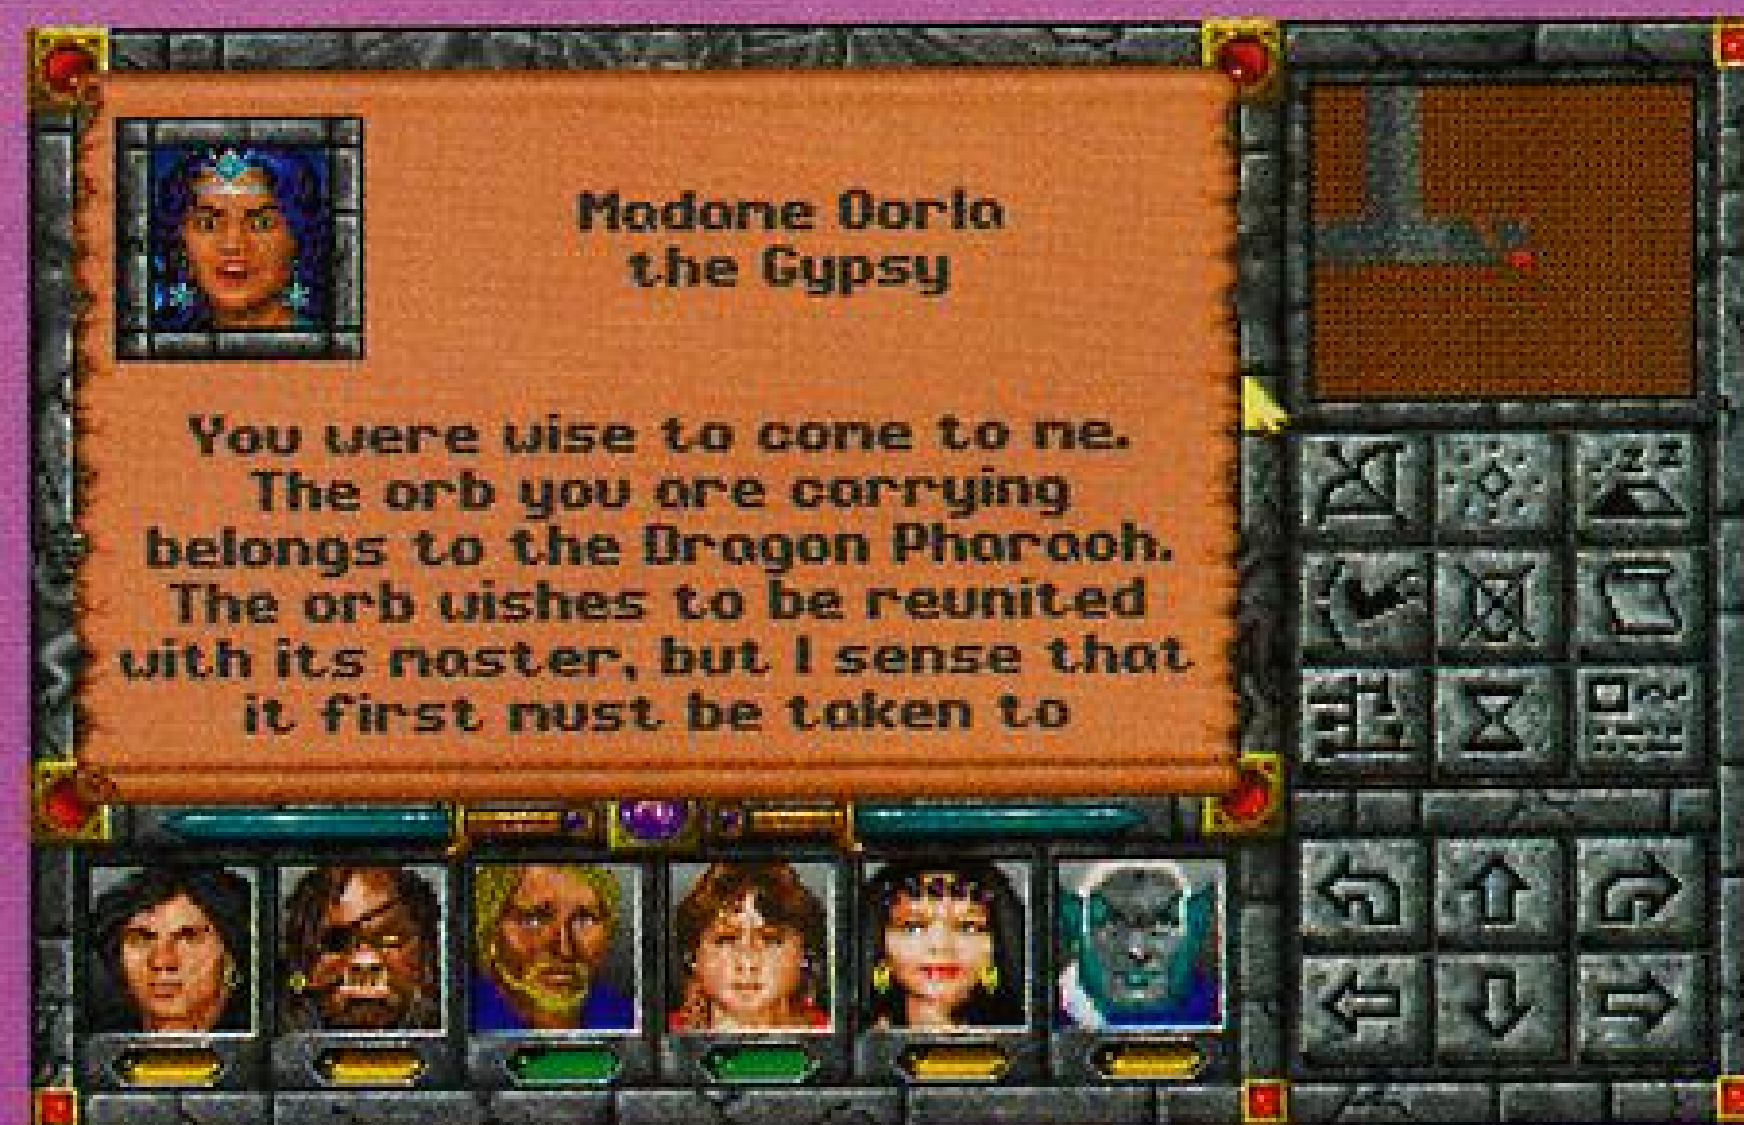 Madame Dorla
the Gypsy
You were wise to come to me.
The orb you are carrying
belongs to the Dragon Pharaoh.
The orb wishes to be reunited
with its master, but I sense that
it first must be taken to